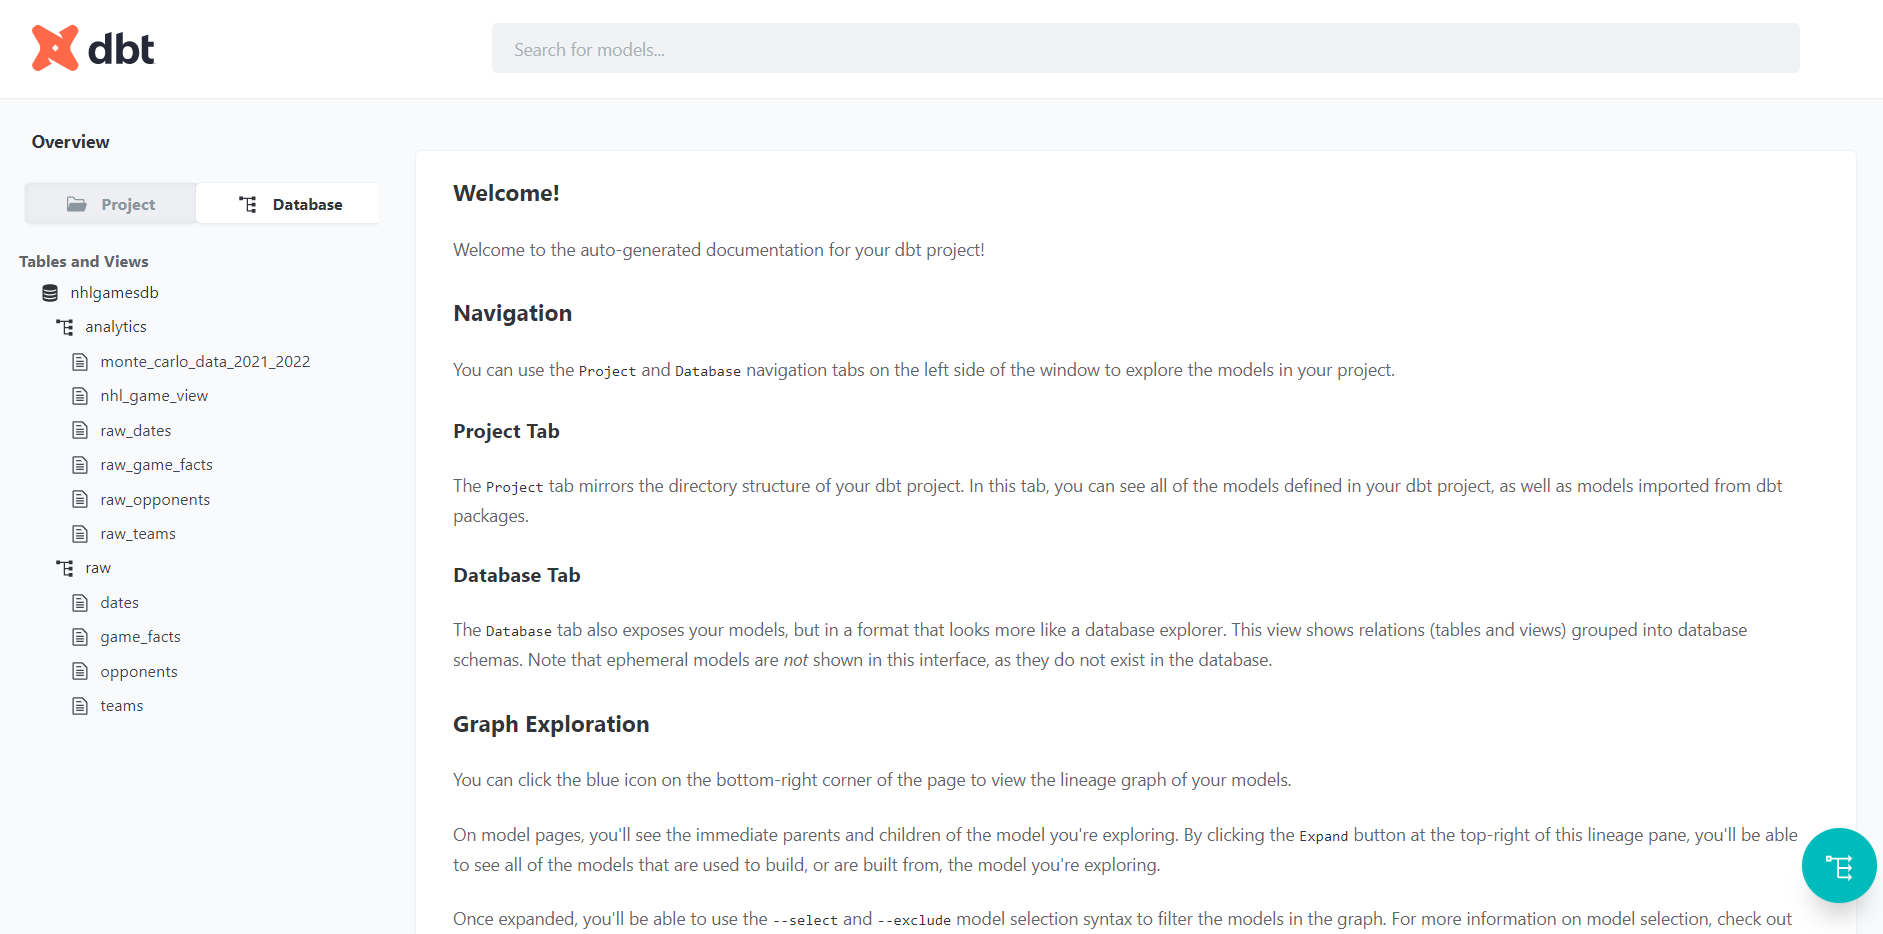 dbt
Search for models...
Overview
Project
Database
Tables and Views
nhlgamesdb
analytics
monte_carlo_data_2021_2022
nhl_game_view
raw_dates
raw_game_facts
raw_opponents
raw_teams
raw
dates
game_facts
opponents
teams
Welcome!
Welcome to the auto-generated documentation for your dbt project!
Navigation
You can use the Project and Database navigation tabs on the left side of the window to explore the models in your project.
Project Tab
The Project tab mirrors the directory structure of your dbt project. In this tab, you can see all of the models defined in your dbt project, as well as models imported from dbt
packages.
Database Tab
The Database tab also exposes your models, but in a format that looks more like a database explorer. This view shows relations (tables and views) grouped into database
schemas. Note that ephemeral models are not shown in this interface, as they do not exist in the database.
Graph Exploration
You can click the blue icon on the bottom-right corner of the page to view the lineage graph of your models.
On model pages, you'll see the immediate parents and children of the model you're exploring. By clicking the Expand button at the top-right of this lineage pane, you'll be able
to see all of the models that are used to build, or are built from, the model you're exploring.
Once expanded, you'll be able to use the --select and --exclude model selection syntax to filter the models in the graph. For more information on model selection, check out